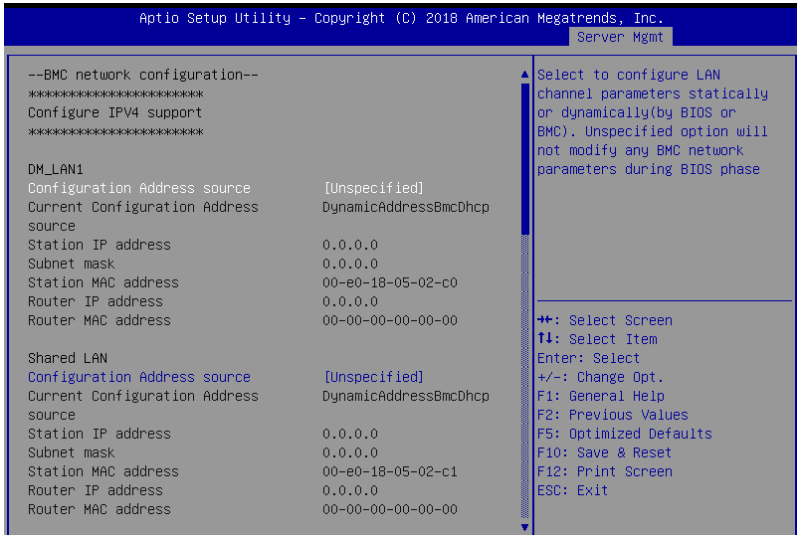 Aptio Setup Utility – Copyright (C) 2018 American Megatrends, Inc.
Server Mgmt
--BMC network configuration--
**********************
Configure IPV4 support
**********************
DM_LAN1
Configuration Address source [Unspecified]
Current Configuration Address DynamicAddressBmcDhcp
source
Station IP address 0.0.0.0
Subnet mask 0.0.0.0
Station MAC address 00-e0-18-05-02-c0
Router IP address 0.0.0.0
Router MAC address 00-00-00-00-00-00
Shared LAN
Configuration Address source [Unspecified]
Current Configuration Address DynamicAddressBmcDhcp
source
Station IP address 0.0.0.0
Subnet mask 0.0.0.0
Station MAC address 00-e0-18-05-02-c1
Router IP address 0.0.0.0
Router MAC address 00-00-00-00-00-00
Select to configure LAN
channel parameters statically
or dynamically(by BIOS or
BMC). Unspecified option will
not modify any BMC network
parameters during BIOS phase
→←: Select Screen
↑↓: Select Item
Enter: Select
+/-: Change Opt.
F1: General Help
F2: Previous Values
F5: Optimized Defaults
F10: Save & Reset
F12: Print Screen
ESC: Exit